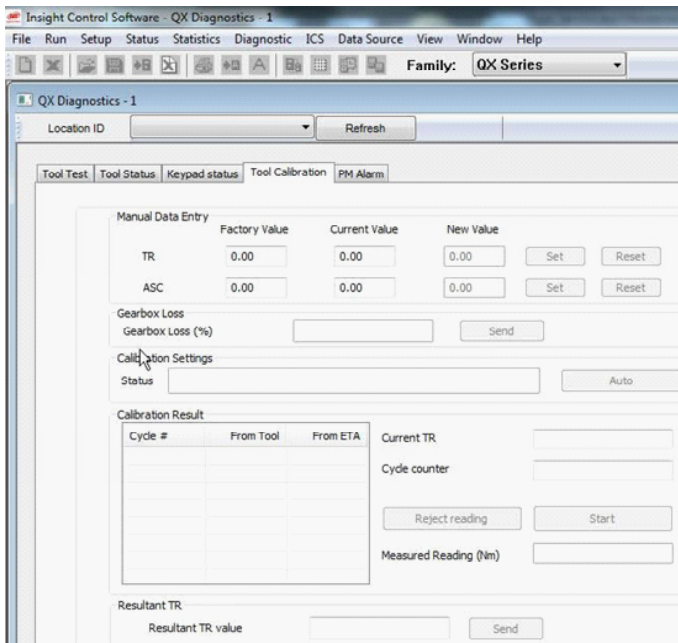 Insight Control Software - QX Diagnostics - 1
File Run Setup Status Statistics Diagnostic ICS Data Source View Window Help
Family: QX Series
QX Diagnostics - 1
Location ID Refresh
Tool Test Tool Status Keypad status Tool Calibration PM Alarm
Manual Data Entry
Factory Value Current Value New Value
TR 0.00 0.00 0.00 Set Reset
ASC 0.00 0.00 0.00 Set Reset
Gearbox Loss
Gearbox Loss (%) Send
Calibration Settings
Status Auto
Calibration Result
Cycle # From Tool From ETA Current TR
Cycle counter
Reject reading Start
Measured Reading (Nm)
Resultant TR
Resultant TR value Send